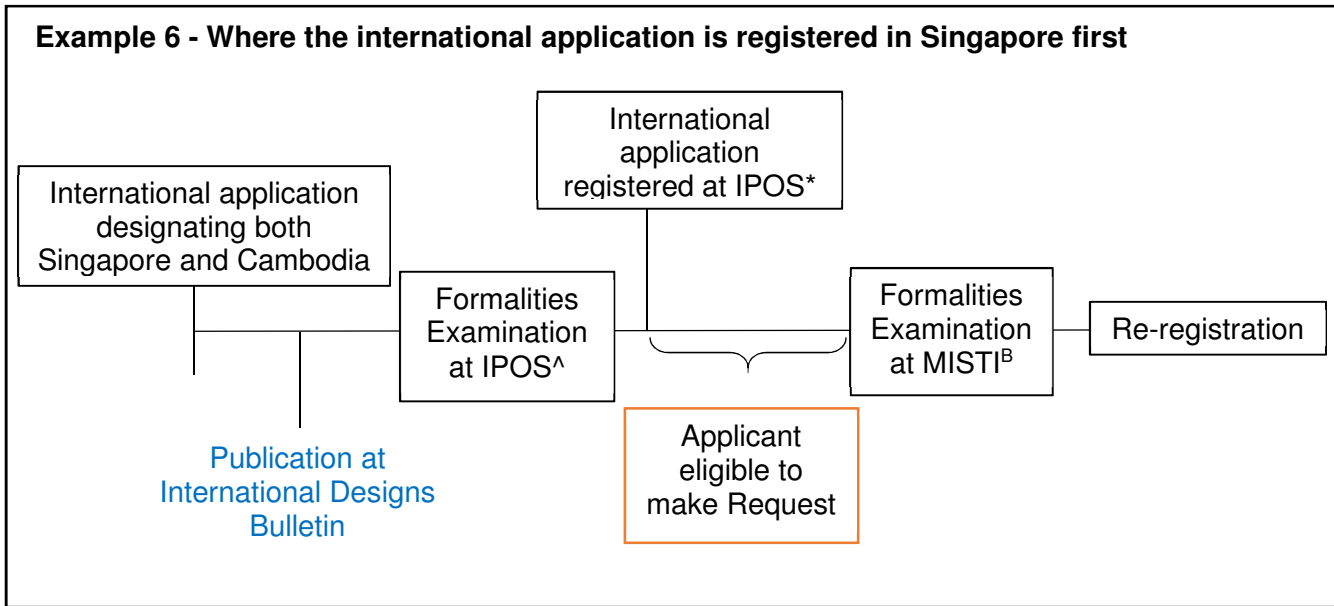 Example 6 - Where the international application is registered in Singapore first
International application
designating both
Singapore and Cambodia
Publication at
International Designs
Bulletin
Formalities
Examination
at IPOS^
International
application
registered at IPOS*
Applicant
eligible to
make Request
Formalities
Examination
at MISTIᴮ
Re-registration